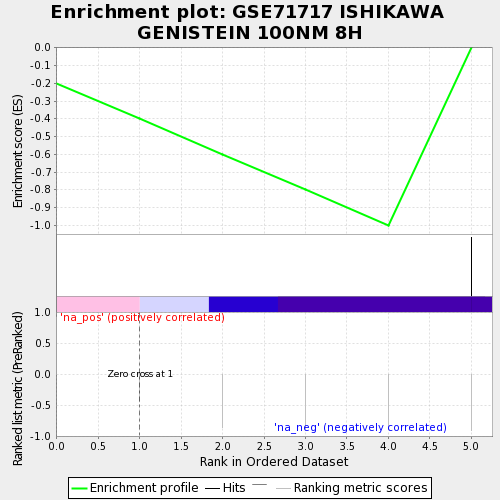 Enrichment plot: GSE71717 ISHIKAWA
GENISTEIN 100NM 8H
Enrichment score (ES)
0.0
-0.1
-0.2
-0.3
-0.4
-0.5
-0.6
-0.7
-0.8
-0.9
-1.0
Ranked list metric (PreRanked)
1.0
0.5
0.0
-0.5
-1.0
'na_pos' (positively correlated)
Zero cross at 1
'na_neg' (negatively correlated)
0.0 0.5 1.0 1.5 2.0 2.5 3.0 3.5 4.0 4.5 5.0
Rank in Ordered Dataset
Enrichment profile Hits Ranking metric scores